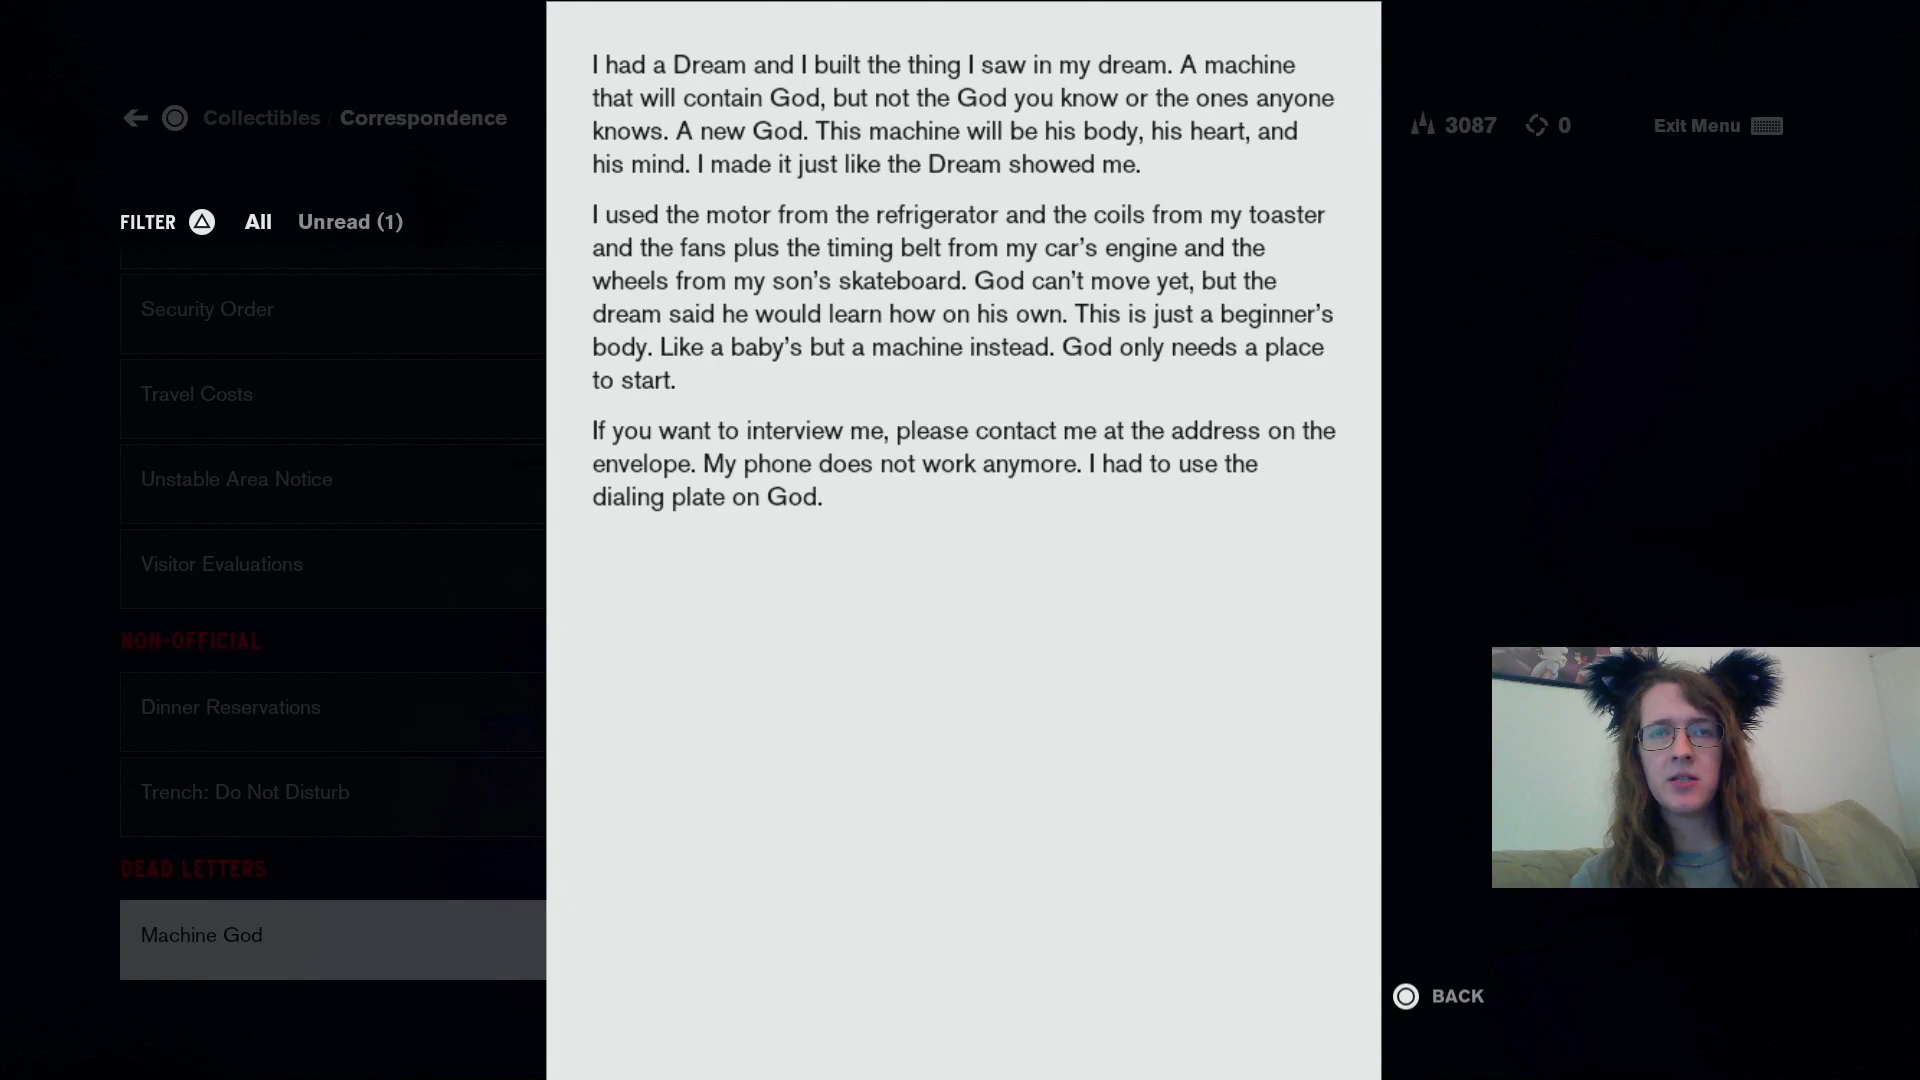 I had a Dream and I built the thing I saw in my dream. A machine
that will contain God, but not the God you know or the ones anyone
knows. A new God. This machine will be his body, his heart, and
his mind. I made it just like the Dream showed me.
I used the motor from the refrigerator and the coils from my toaster
and the fans plus the timing belt from my car’s engine and the
wheels from my son’s skateboard. God can’t move yet, but the
dream said he would learn how on his own. This is just a beginner’s
body. Like a baby’s but a machine instead. God only needs a place
to start.
If you want to interview me, please contact me at the address on the
envelope. My phone does not work anymore. I had to use the
dialing plate on God.
Collectibles / Correspondence
3087 0 Exit Menu
FILTER All Unread (1)
Security Order
Travel Costs
Unstable Area Notice
Visitor Evaluations
NON-OFFICIAL
Dinner Reservations
Trench: Do Not Disturb
DEAD LETTERS
Machine God
BACK